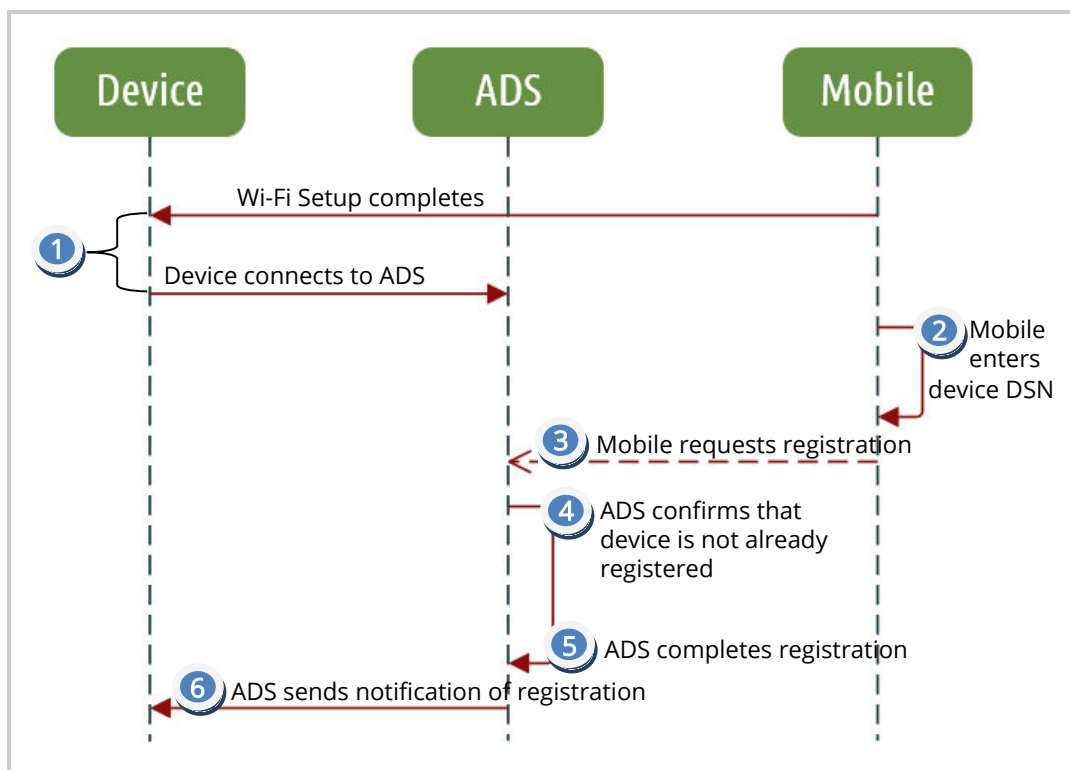 Device
ADS
Mobile
Wi-Fi Setup completes
1
Device connects to ADS
2
Mobile
enters
device DSN
3
Mobile requests registration
4
ADS confirms that
device is not already
registered
5
ADS completes registration
6
ADS sends notification of registration